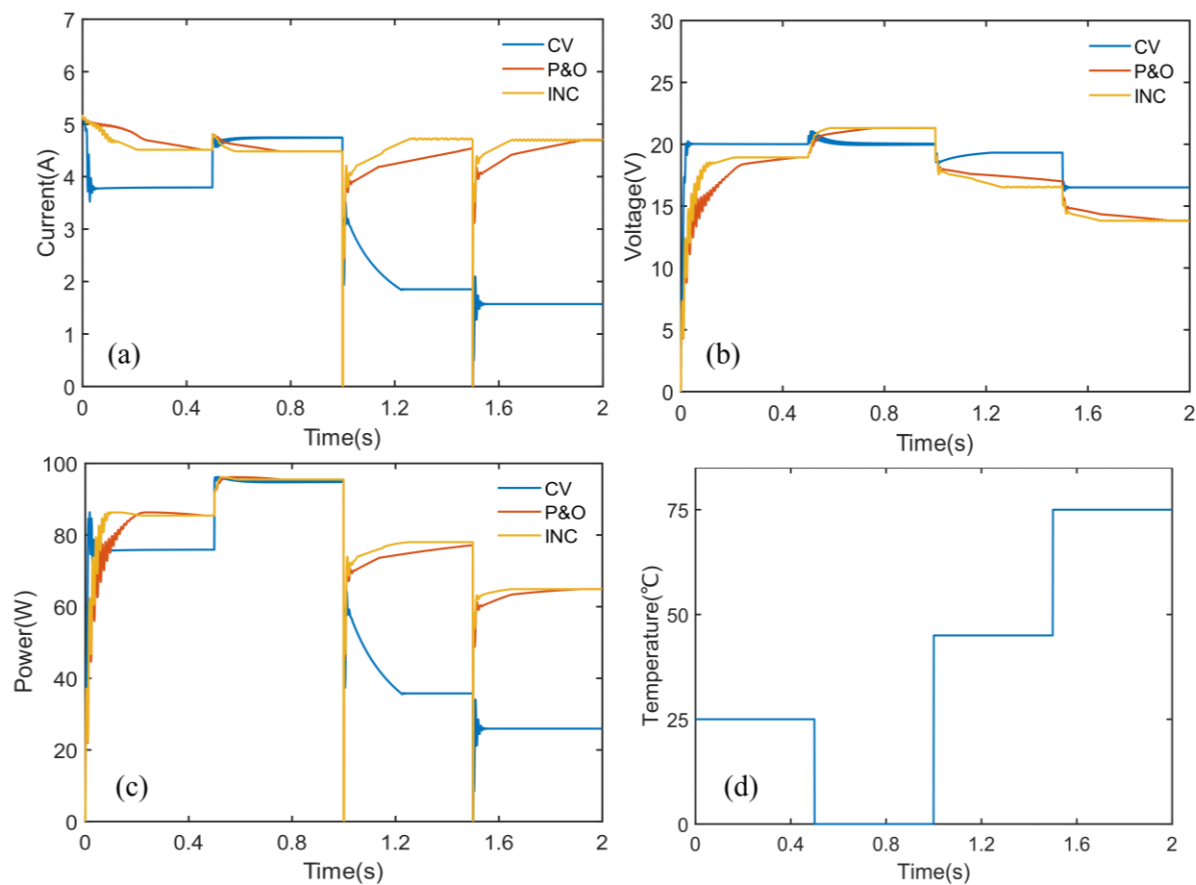 7
6
5
4
3
2
1
0
Current(A)
CV
P&O
INC
(a)
0 0.4 0.8 1.2 1.6 2
Time(s)
30
25
20
15
10
5
0
Voltage(V)
CV
P&O
INC
(b)
0 0.4 0.8 1.2 1.6 2
Time(s)
100
80
60
40
20
0
Power(W)
CV
P&O
INC
(c)
0 0.4 0.8 1.2 1.6 2
Time(s)
75
50
25
0
Temperature(℃)
(d)
0 0.4 0.8 1.2 1.6 2
Time(s)